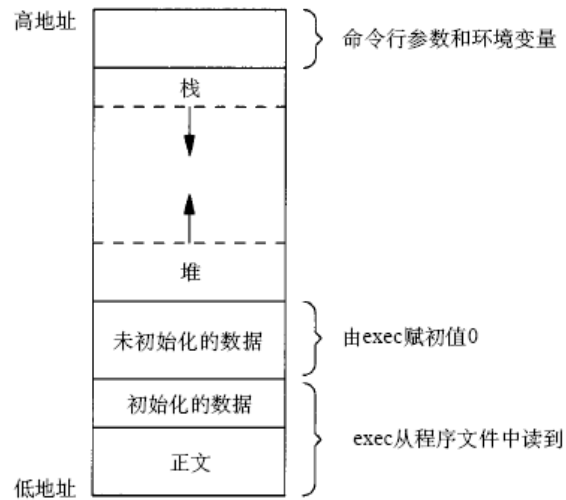 高地址
命令行参数和环境变量
栈
堆
未初始化的数据
由exec赋初值0
初始化的数据
exec从程序文件中读到
正文
低地址